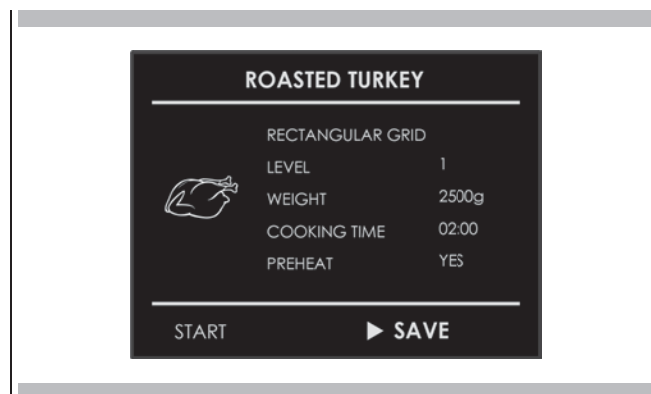 ROASTED TURKEY
RECTANGULAR GRID
LEVEL 1
WEIGHT 2500g
COOKING TIME 02:00
PREHEAT YES
START ▶ SAVE